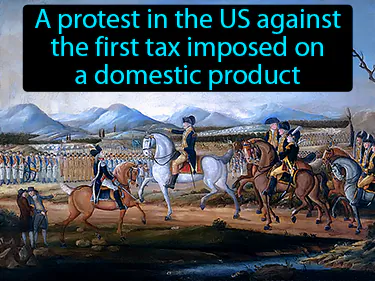 A protest in the US against
the first tax imposed on
a domestic product